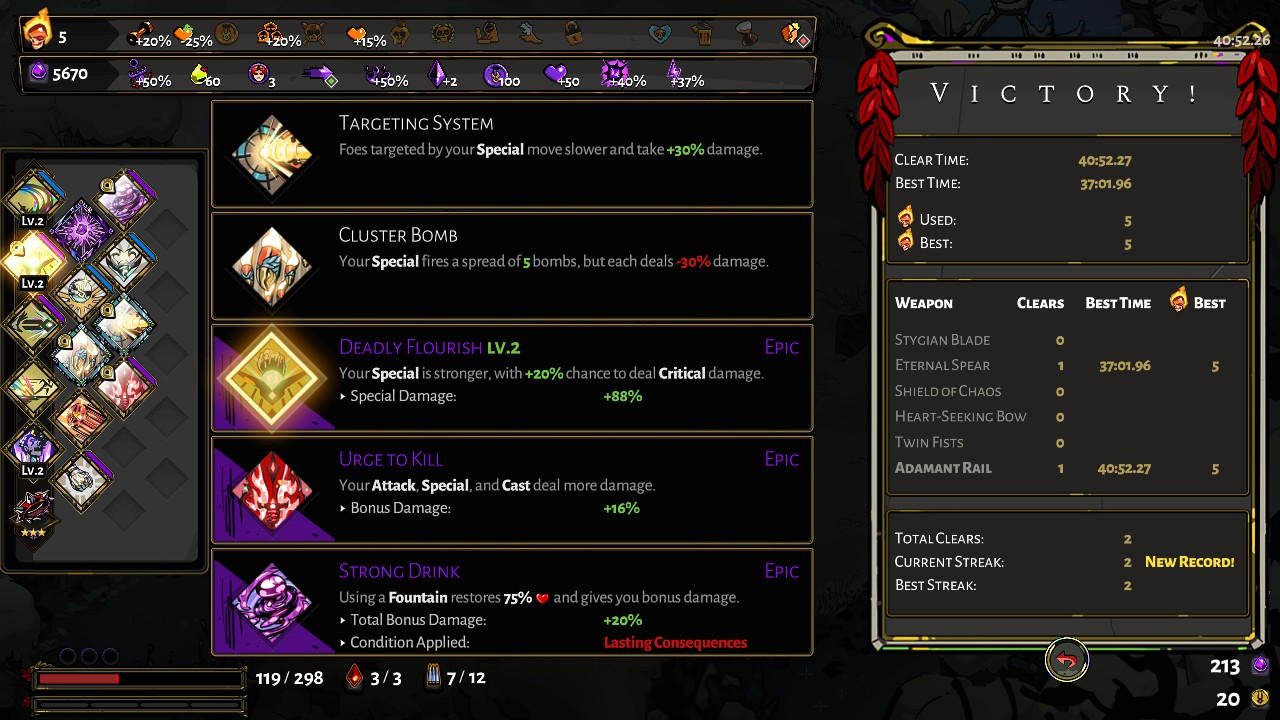 5
+20%
-25%
+20%
+15%
40:52.26
5670
+50%
-60
3
+50%
+2
100
+50
+40%
+37%
TARGETING SYSTEM
Foes targeted by your Special move slower and take +30% damage.
CLUSTER BOMB
Your Special fires a spread of 5 bombs, but each deals -30% damage.
DEADLY FLOURISH LV.2
EPIC
Your Special is stronger, with +20% chance to deal Critical damage.
‣ Special Damage: +88%
URGE TO KILL
EPIC
Your Attack, Special, and Cast deal more damage.
‣ Bonus Damage: +16%
STRONG DRINK
EPIC
Using a Fountain restores 75% and gives you bonus damage.
‣ Total Bonus Damage: +20%
‣ Condition Applied: Lasting Consequences
Lv.2
Lv.2
Lv.2
119 / 298
3 / 3
7 / 12
VICTORY!
CLEAR TIME: 40:52.27
BEST TIME: 37:01.96
USED: 5
BEST: 5
WEAPON CLEARS BEST TIME BEST
STYGIAN BLADE 0
ETERNAL SPEAR 1 37:01.96 5
SHIELD OF CHAOS 0
HEART-SEEKING BOW 0
TWIN FISTS 0
ADAMANT RAIL 1 40:52.27 5
TOTAL CLEARS: 2
CURRENT STREAK: 2 NEW RECORD!
BEST STREAK: 2
213
20